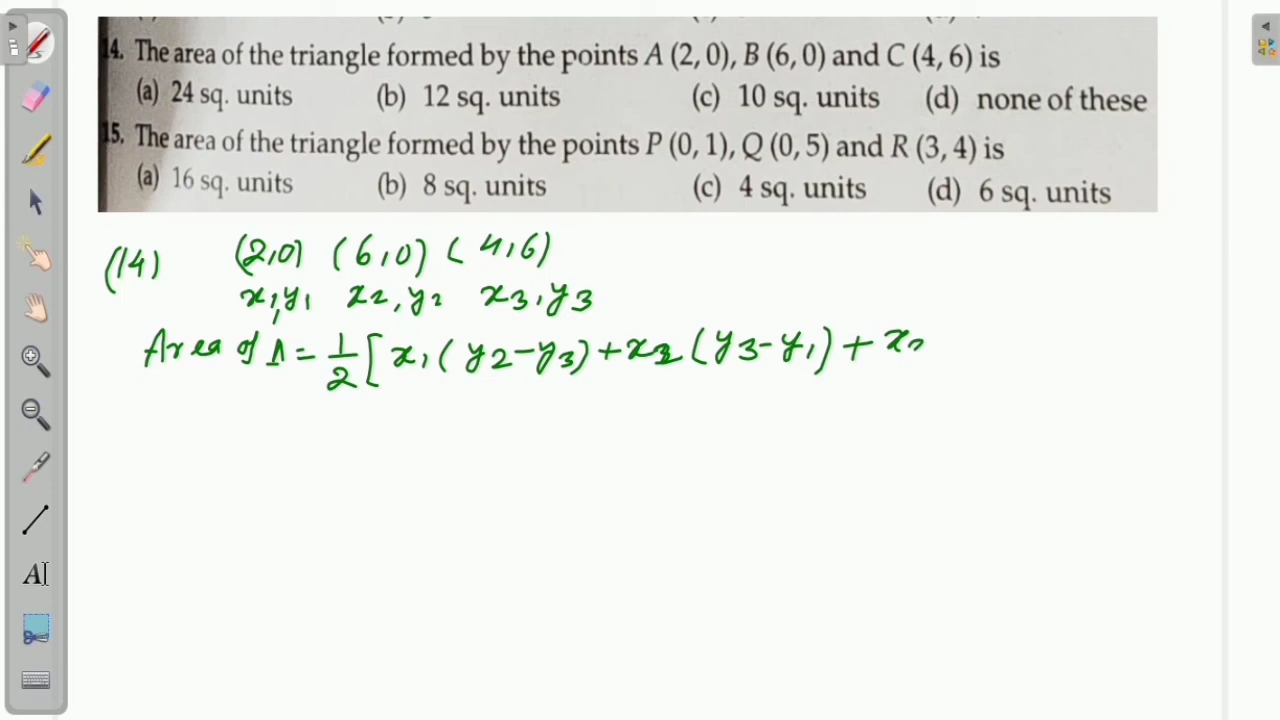 14. The area of the triangle formed by the points A (2, 0), B (6, 0) and C (4, 6) is
(a) 24 sq. units (b) 12 sq. units (c) 10 sq. units (d) none of these
15. The area of the triangle formed by the points P (0, 1), Q (0, 5) and R (3, 4) is
(a) 16 sq. units (b) 8 sq. units (c) 4 sq. units (d) 6 sq. units
(14) (2,0) (6,0) (4,6)
x1,y1 x2,y2 x3,y3
Area of Δ = 1/2 [x1(y2-y3)+x2(y3-y1)+x
A